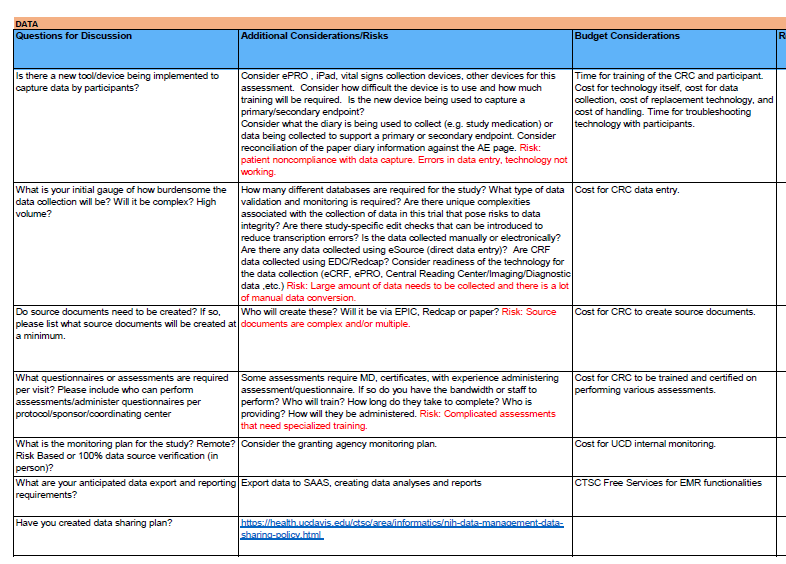 DATA
Questions for Discussion
Additional Considerations/Risks
Budget Considerations
R
Is there a new tool/device being implemented to
capture data by participants?
Consider ePRO , iPad, vital signs collection devices, other devices for this
assessment.  Consider how difficult the device is to use and how much
training will be required.  Is the new device being used to capture a
primary/secondary endpoint?
Consider what the diary is being used to collect (e.g. study medication) or
data being collected to support a primary or secondary endpoint. Consider
reconciliation of the paper diary information against the AE page. Risk:
patient noncompliance with data capture. Errors in data entry, technology not
working.
Time for training of the CRC and participant.
Cost for technology itself, cost for data
collection, cost of replacement technology, and
cost of handling. Time for troubleshooting
technology with participants.
What is your initial gauge of how burdensome the
data collection will be? Will it be complex? High
volume?
How many different databases are required for the study? What type of data
validation and monitoring is required? Are there unique complexities
associated with the collection of data in this trial that pose risks to data
integrity? Are there study-specific edit checks that can be introduced to
reduce transcription errors? Is the data collected manually or electronically?
Are there any data collected using eSource (direct data entry)?  Are CRF
data collected using EDC/Redcap? Consider readiness of the technology for
the data collection (eCRF, ePRO, Central Reading Center/Imaging/Diagnostic
data ,etc.) Risk: Large amount of data needs to be collected and there is a lot
of manual data conversion.
Cost for CRC data entry.
Do source documents need to be created? If so,
please list what source documents will be created at
a minimum.
Who will create these? Will it be via EPIC, Redcap or paper? Risk: Source
documents are complex and/or multiple.
Cost for CRC to create source documents.
What questionnaires or assessments are required
per visit? Please include who can perform
assessments/administer questionnaires per
protocol/sponsor/coordinating center
Some assessments require MD, certificates, with experience administering
assessment/questionnaire. If so do you have the bandwidth or staff to
perform? Who will train? How long do they take to complete? Who is
providing? How will they be administered. Risk: Complicated assessments
that need specialized training.
Cost for CRC to be trained and certified on
performing various assessments.
What is the monitoring plan for the study? Remote?
Risk Based or 100% data source verification (in
person)?
Consider the granting agency monitoring plan.
Cost for UCD internal monitoring.
What are your anticipated data export and reporting
requirements?
Export data to SAAS, creating data analyses and reports
CTSC Free Services for EMR functionalities
Have you created data sharing plan?
https://health.ucdavis.edu/ctsc/area/informatics/nih-data-management-data-
sharing-policy.html